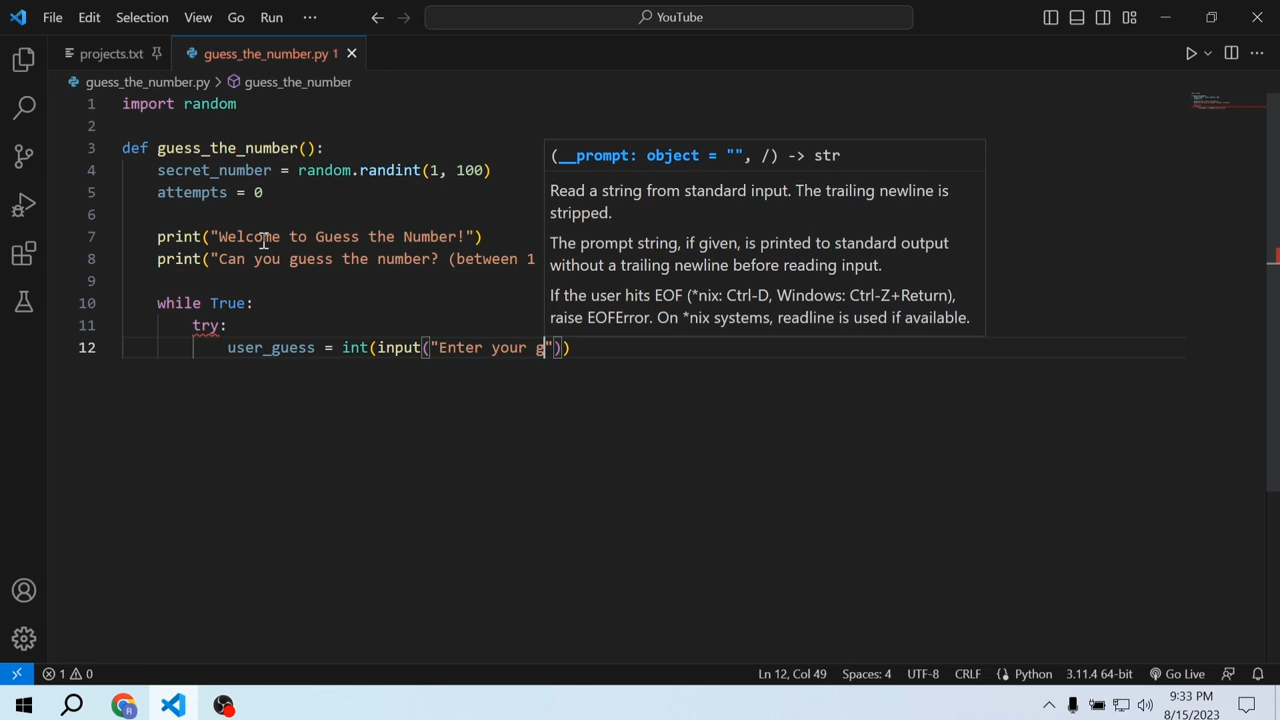 File Edit Selection View Go Run ··· YouTube
projects.txt guess_the_number.py 1
guess_the_number.py > guess_the_number
1 import random
2
3 def guess_the_number():
4 secret_number = random.randint(1, 100)
5 attempts = 0
6
7 print("Welcome to Guess the Number!")
8 print("Can you guess the number? (between 1
9
10 while True:
11 try:
12 user_guess = int(input("Enter your g"))
(__prompt: object = "", /) -> str
Read a string from standard input. The trailing newline is
stripped.
The prompt string, if given, is printed to standard output
without a trailing newline before reading input.
If the user hits EOF (*nix: Ctrl-D, Windows: Ctrl-Z+Return),
raise EOFError. On *nix systems, readline is used if available.
1 0 Ln 12, Col 49 Spaces: 4 UTF-8 CRLF Python 3.11.4 64-bit Go Live
9:33 PM
8/15/2023